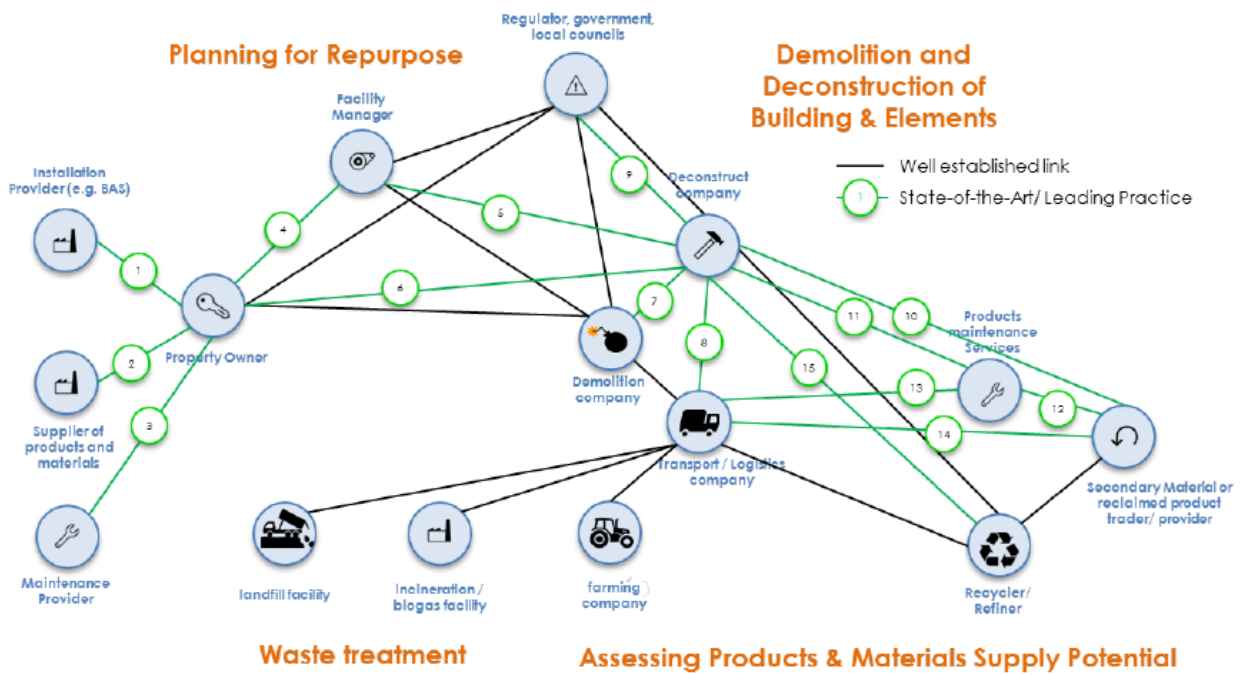 Regulator, government,
local councils
Planning for Repurpose
Demolition and
Deconstruction of
Building & Elements
Facility
Manager
Well established link
1
State-of-the-Art/ Leading Practice
Installation
Provider (e.g. BAS)
9
Deconstruct
company
5
4
1
6
7
11
10
Products
maintenance
Services
Property Owner
2
8
15
13
12
Demolition
company
3
14
Supplier of
products and
materials
Transport / Logistics
company
Secondary Material or
reclaimed product
trader/ provider
Maintenance
Provider
landfill facility
incineration /
biogas facility
farming
company
Recycler/
Refiner
Waste treatment
Assessing Products & Materials Supply Potential